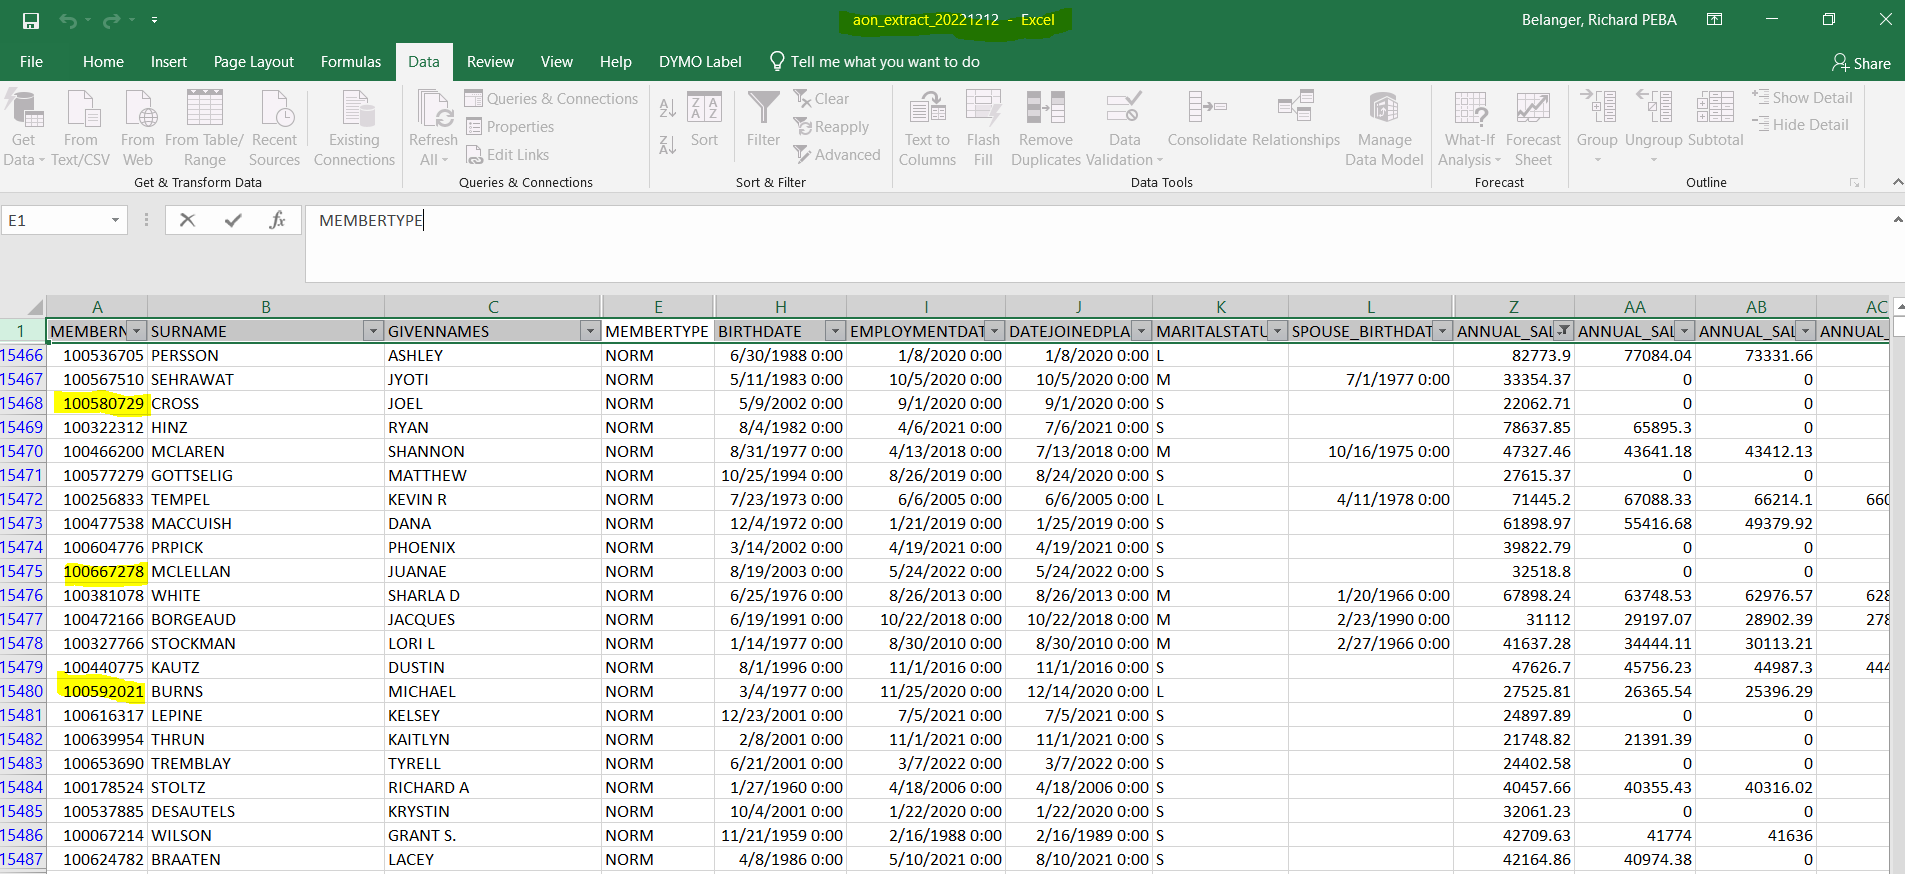 aon_extract_20221212 - Excel
Belanger, Richard PEBA
File Home Insert Page Layout Formulas Data Review View Help DYMO Label Tell me what you want to do
Share
Get Data
From Text/CSV
From Web
From Table/ Range
Recent Sources
Existing Connections
Get & Transform Data
Refresh All
Queries & Connections
Properties
Edit Links
Queries & Connections
Sort
Filter
Clear
Reapply
Advanced
Sort & Filter
Text to Columns
Flash Fill
Remove Duplicates
Data Validation
Consolidate
Relationships
Manage Data Model
Data Tools
What-If Analysis
Forecast Sheet
Forecast
Group
Ungroup
Subtotal
Show Detail
Hide Detail
Outline
E1 fx MEMBERTYPE
A B C E H I J K L Z AA AB AC
1 MEMBERN SURNAME GIVENNAMES MEMBERTYPE BIRTHDATE EMPLOYMENTDAT DATEJOINEDPLA MARITALSTATU SPOUSE_BIRTHDAT ANNUAL_SAL ANNUAL_SAL ANNUAL_SAL ANNUAL_
15466 100536705 PERSSON ASHLEY NORM 6/30/1988 0:00 1/8/2020 0:00 1/8/2020 0:00 L 82773.9 77084.04 73331.66
15467 100567510 SEHRAWAT JYOTI NORM 5/11/1983 0:00 10/5/2020 0:00 10/5/2020 0:00 M 7/1/1977 0:00 33354.37 0 0
15468 100580729 CROSS JOEL NORM 5/9/2002 0:00 9/1/2020 0:00 9/1/2020 0:00 S 22062.71 0 0
15469 100322312 HINZ RYAN NORM 8/4/1982 0:00 4/6/2021 0:00 7/6/2021 0:00 S 78637.85 65895.3 0
15470 100466200 MCLAREN SHANNON NORM 8/31/1977 0:00 4/13/2018 0:00 7/13/2018 0:00 M 10/16/1975 0:00 47327.46 43641.18 43412.13
15471 100577279 GOTTSELIG MATTHEW NORM 10/25/1994 0:00 8/26/2019 0:00 8/24/2020 0:00 S 27615.37 0 0
15472 100256833 TEMPEL KEVIN R NORM 7/23/1973 0:00 6/6/2005 0:00 6/6/2005 0:00 L 4/11/1978 0:00 71445.2 67088.33 66214.1 660
15473 100477538 MACCUISH DANA NORM 12/4/1972 0:00 1/21/2019 0:00 1/25/2019 0:00 S 61898.97 55416.68 49379.92
15474 100604776 PRPICK PHOENIX NORM 3/14/2002 0:00 4/19/2021 0:00 4/19/2021 0:00 S 39822.79 0 0
15475 100667278 MCLELLAN JUANAE NORM 8/19/2003 0:00 5/24/2022 0:00 5/24/2022 0:00 S 32518.8 0 0
15476 100381078 WHITE SHARLA D NORM 6/25/1976 0:00 8/26/2013 0:00 8/26/2013 0:00 M 1/20/1966 0:00 67898.24 63748.53 62976.57 628
15477 100472166 BORGEAUD JACQUES NORM 6/19/1991 0:00 10/22/2018 0:00 10/22/2018 0:00 M 2/23/1990 0:00 31112 29197.07 28902.39 278
15478 100327766 STOCKMAN LORI L NORM 1/14/1977 0:00 8/30/2010 0:00 8/30/2010 0:00 M 2/27/1966 0:00 41637.28 34444.11 30113.21
15479 100440775 KAUTZ DUSTIN NORM 8/1/1996 0:00 11/1/2016 0:00 11/1/2016 0:00 S 47626.7 45756.23 44987.3 444
15480 100592021 BURNS MICHAEL NORM 3/4/1977 0:00 11/25/2020 0:00 12/14/2020 0:00 L 27525.81 26365.54 25396.29
15481 100616317 LEPINE KELSEY NORM 12/23/2001 0:00 7/5/2021 0:00 7/5/2021 0:00 S 24897.89 0 0
15482 100639954 THRUN KAITLYN NORM 2/8/2001 0:00 11/1/2021 0:00 11/1/2021 0:00 S 21748.82 21391.39 0
15483 100653690 TREMBLAY TYRELL NORM 6/21/2001 0:00 3/7/2022 0:00 3/7/2022 0:00 S 24402.58 0 0
15484 100178524 STOLTZ RICHARD A NORM 1/27/1960 0:00 4/18/2006 0:00 4/18/2006 0:00 S 40457.66 40355.43 40316.02
15485 100537885 DESAUTELS KRYSTIN NORM 10/4/2001 0:00 1/22/2020 0:00 1/22/2020 0:00 S 32061.23 0 0
15486 100067214 WILSON GRANT S. NORM 11/21/1959 0:00 2/16/1988 0:00 2/16/1989 0:00 S 42709.63 41774 41636
15487 100624782 BRAATEN LACEY NORM 4/8/1986 0:00 5/10/2021 0:00 8/10/2021 0:00 S 42164.86 40974.38 0